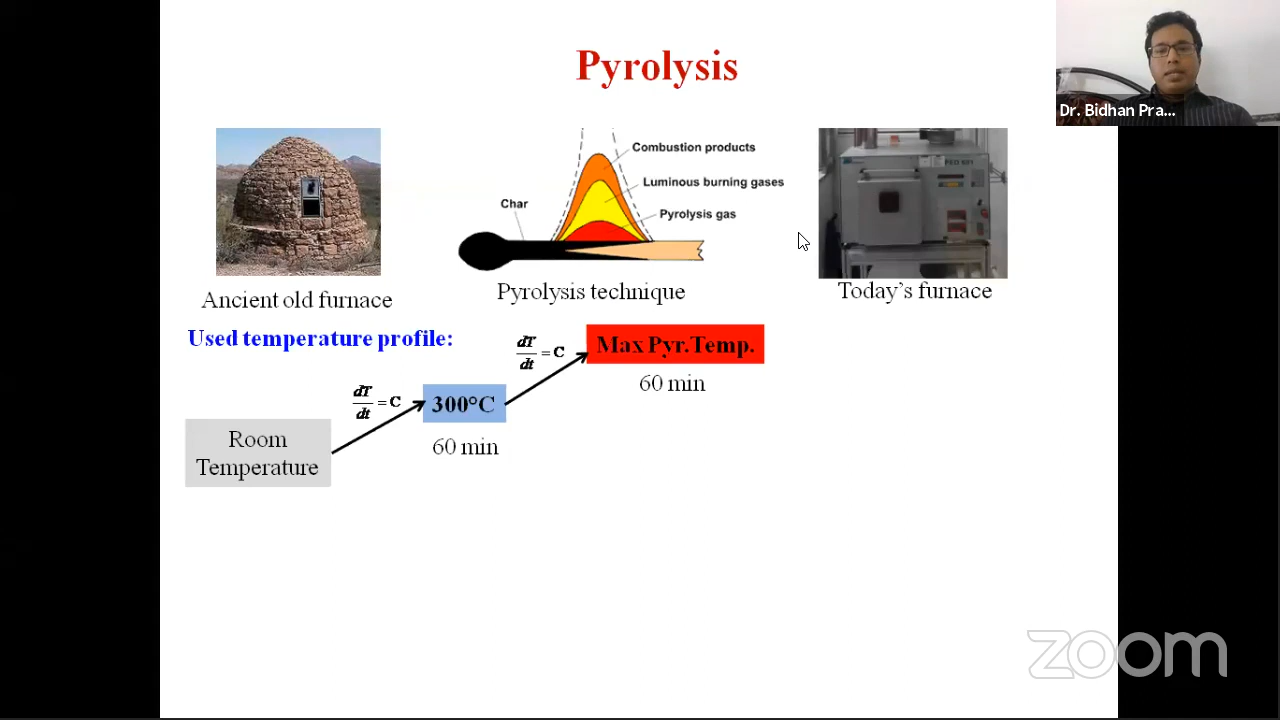 Pyrolysis
Dr. Bidhan Pra...
Combustion products
Luminous burning gases
Char
Pyrolysis gas
Ancient old furnace
Pyrolysis technique
Today's furnace
Used temperature profile:
dT
dt
= C
Max Pyr.Temp.
60 min
dT
dt
= C
300°C
60 min
Room
Temperature
zoom